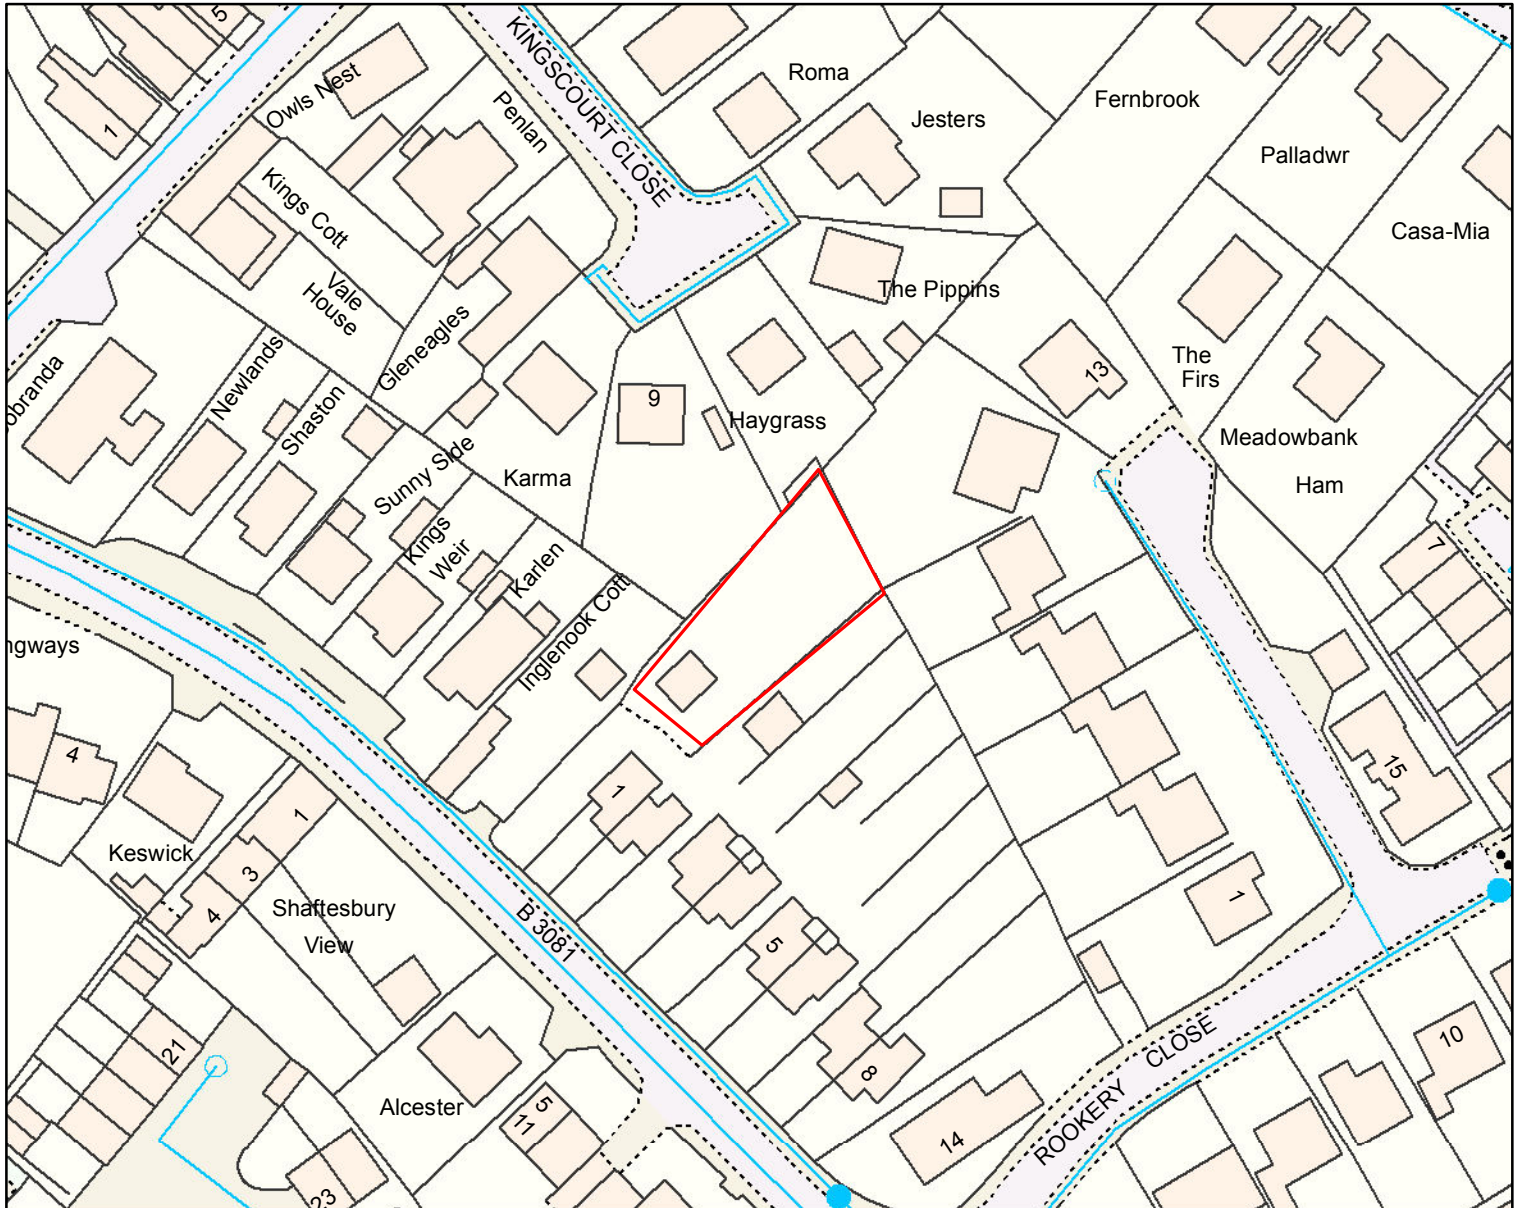 5
1
Owls Nest
Penlan
KINGSCOURT CLOSE
Roma
Jesters
Fernbrook
Palladwr
Casa-Mia
Kings Cott
Vale
House
Gleneagles
The Pippins
13
The
Firs
Newlands
Shaston
9
Haygrass
Meadowbank
Ham
Sunny Side
Karma
Kings
Weir
Karlen
Inglenook Cott
7
4
15
Keswick
1
3
4
Shaftesbury
View
1
B 3081
5
8
1
21
Alcester
5
11
23
14
ROOKERY CLOSE
10